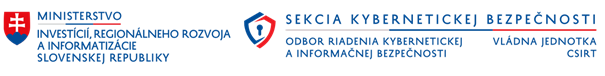 MINISTERSTVO
INVESTÍCIÍ, REGIONÁLNEHO ROZVOJA
A INFORMATIZÁCIE
SLOVENSKEJ REPUBLIKY
SEKCIA KYBERNETICKEJ BEZPEČNOSTI
ODBOR RIADENIA KYBERNETICKEJ
A INFORMAČNEJ BEZPEČNOSTI
VLÁDNA JEDNOTKA
CSIRT